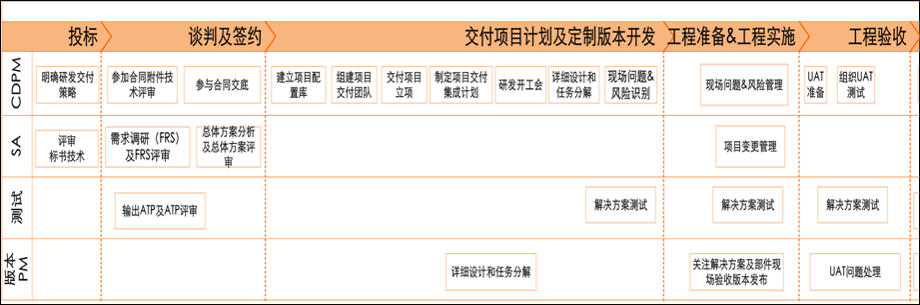 投标
谈判及签约
交付项目计划及定制版本开发
工程准备&工程实施
工程验收
CDPM
明确研发交付
策略
参加合同附件技
术评审
参与合同交底
建立项目配
置库
组建项目
交付团队
交付项目
立项
制定项目交付
集成计划
研发开工会
详细设计和
任务分解
现场问题&
风险识别
现场问题&风险管理
UAT
准备
组织UAT
测试
SA
评审
标书技术
需求调研（FRS）
及FRS评审
总体方案分析
及总体方案评
审
项目变更管理
测试
输出ATP及ATP评审
解决方案测试
解决方案测试
解决方案测试
版本
PM
详细设计和任务分解
关注解决方案及部件现
场验收版本发布
UAT问题处理